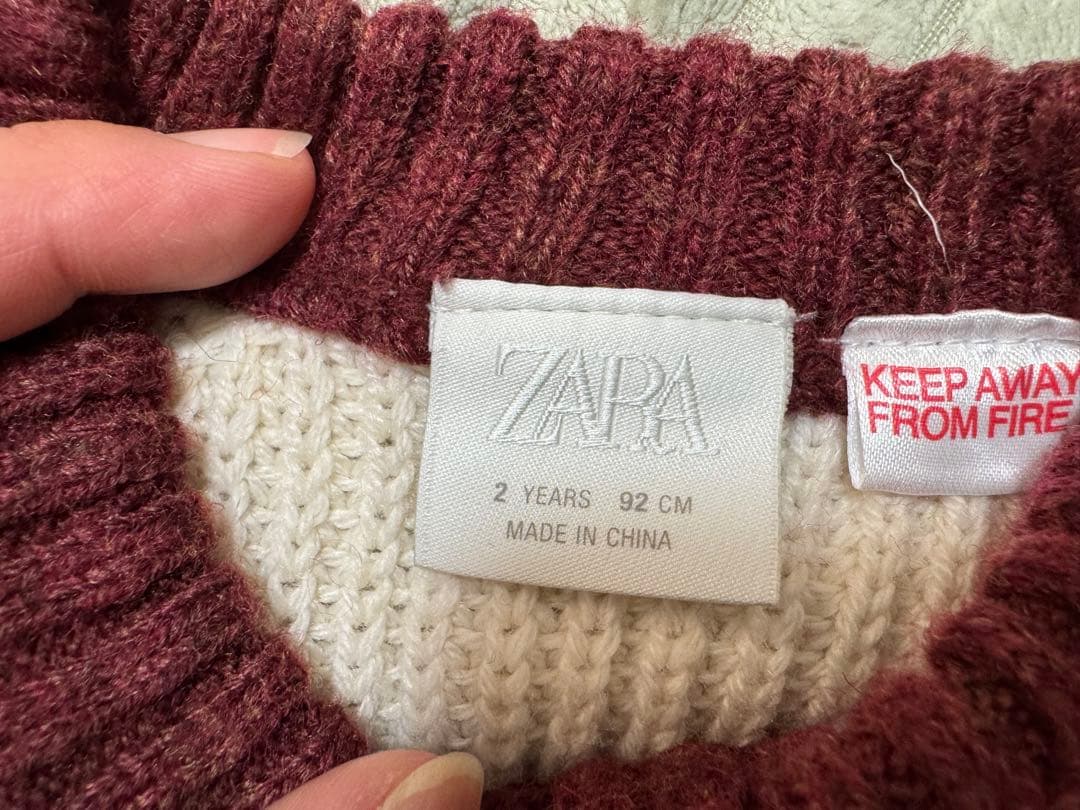 ZARA
2 YEARS 92 CM
MADE IN CHINA
KEEP AWAY
FROM FIRE